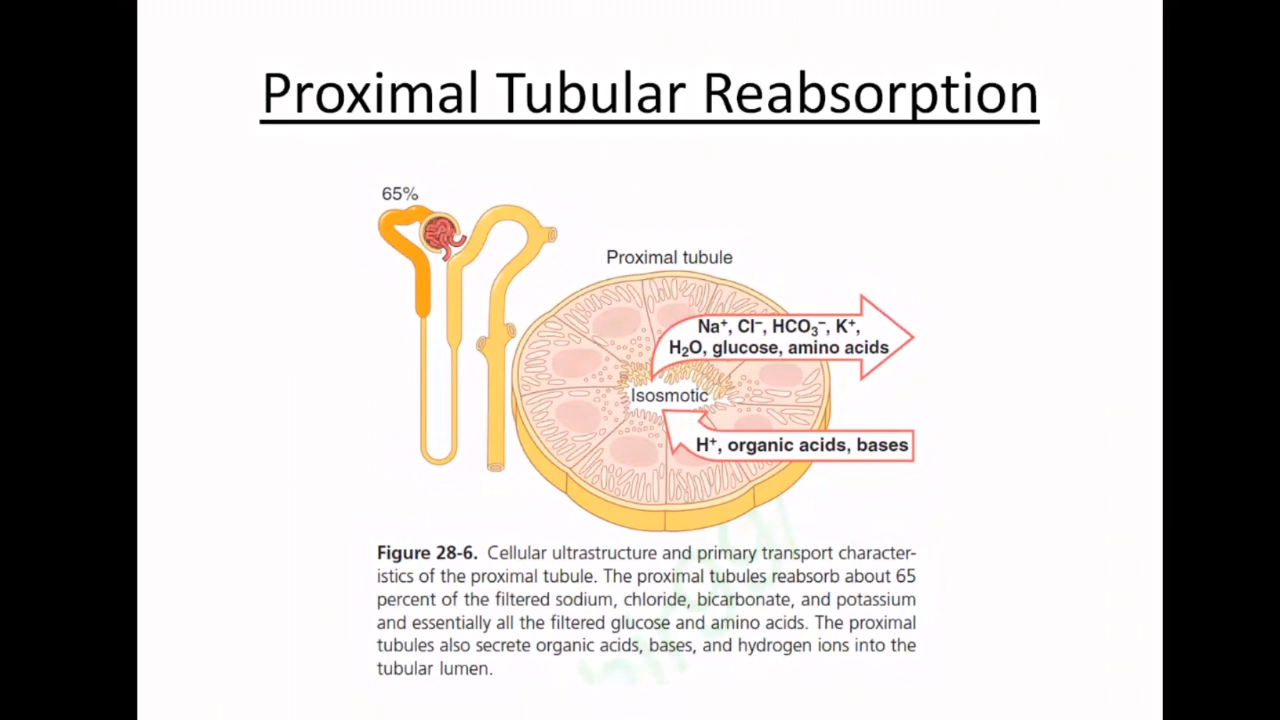 Proximal Tubular Reabsorption
65%
Proximal tubule
Na⁺, Cl⁻, HCO₃⁻, K⁺,
H₂O, glucose, amino acids
Isosmotic
H⁺, organic acids, bases
Figure 28-6. Cellular ultrastructure and primary transport character-
istics of the proximal tubule. The proximal tubules reabsorb about 65
percent of the filtered sodium, chloride, bicarbonate, and potassium
and essentially all the filtered glucose and amino acids. The proximal
tubules also secrete organic acids, bases, and hydrogen ions into the
tubular lumen.